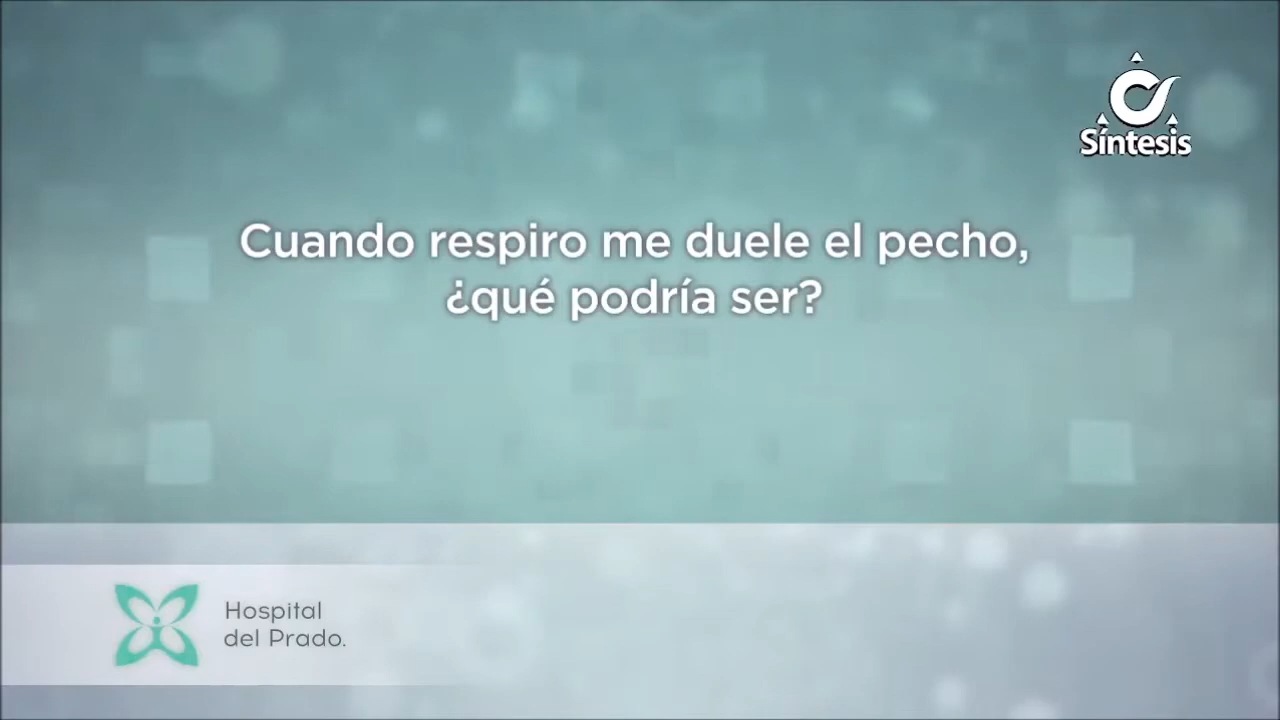 Síntesis
Cuando respiro me duele el pecho,
¿qué podría ser?
Hospital
del Prado.